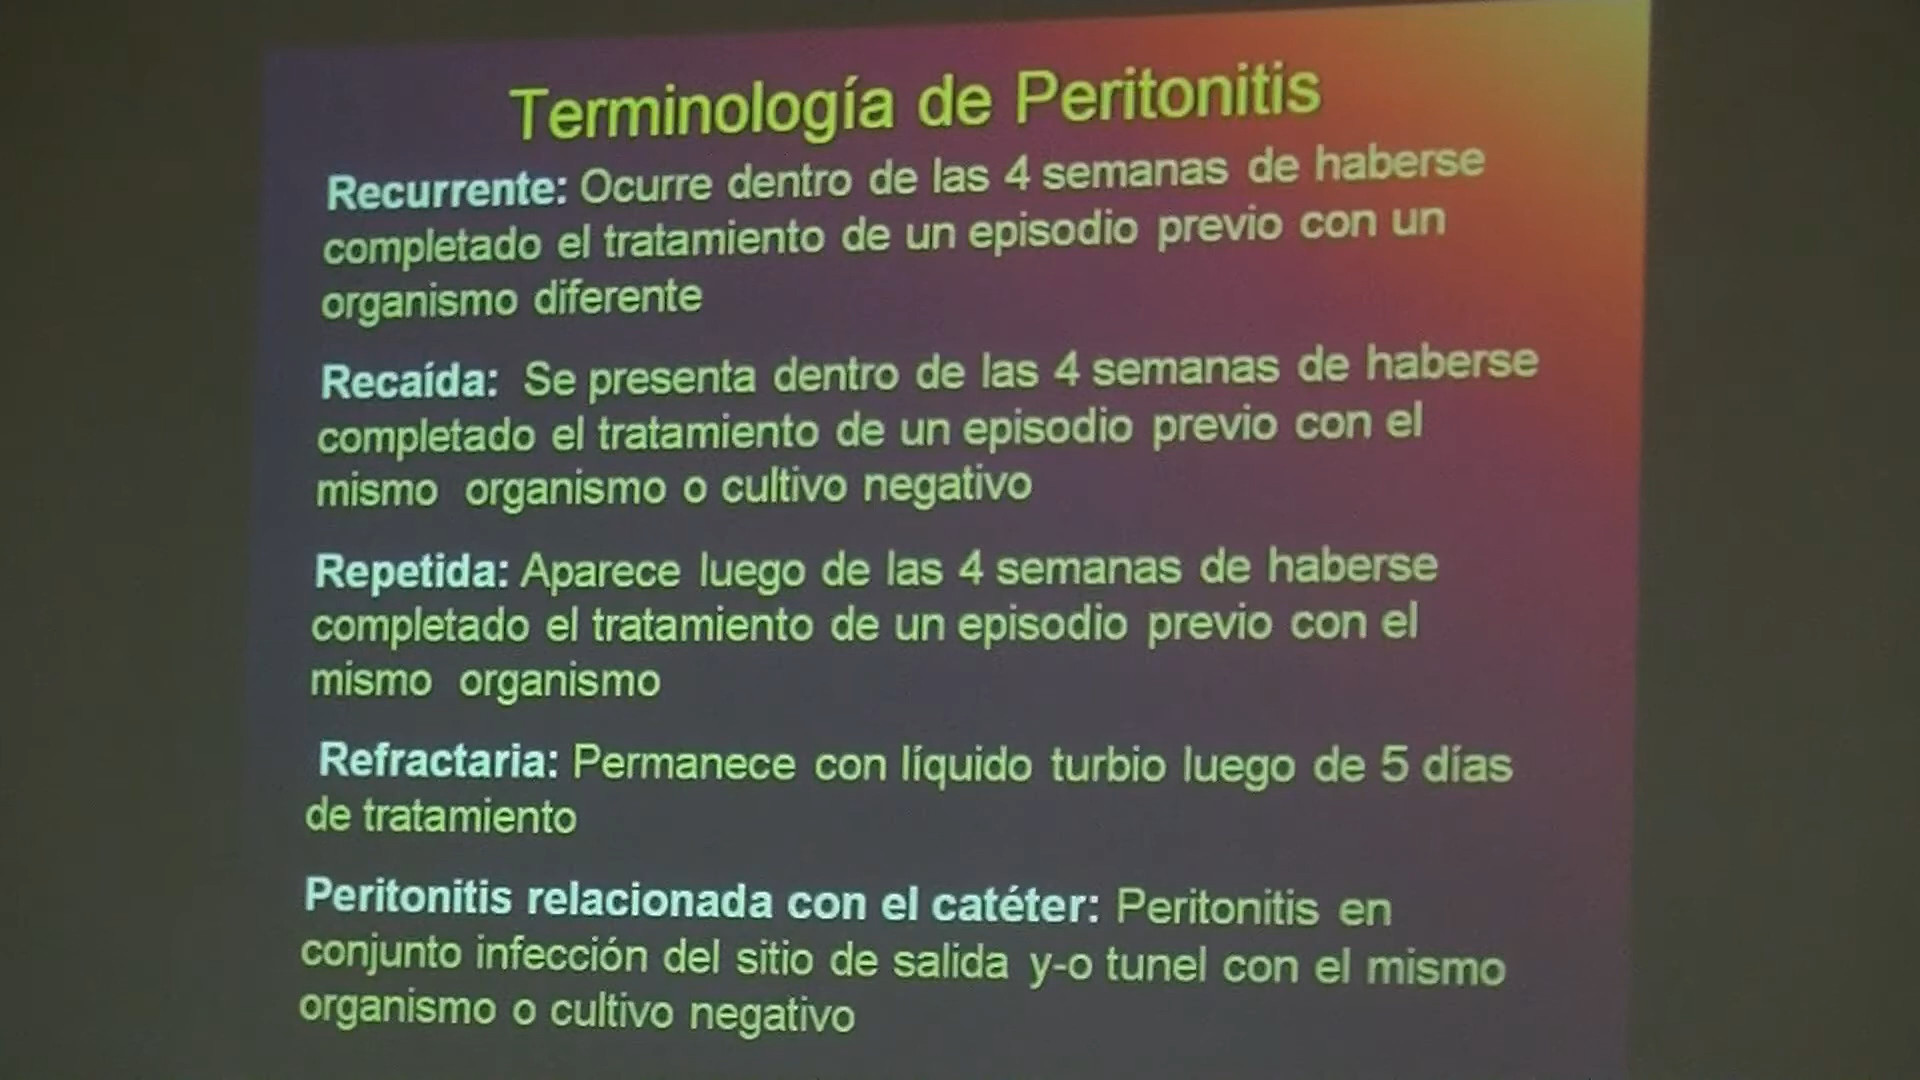 Terminología de Peritonitis
Recurrente: Ocurre dentro de las 4 semanas de haberse
completado el tratamiento de un episodio previo con un
organismo diferente
Recaída: Se presenta dentro de las 4 semanas de haberse
completado el tratamiento de un episodio previo con el
mismo organismo o cultivo negativo
Repetida: Aparece luego de las 4 semanas de haberse
completado el tratamiento de un episodio previo con el
mismo organismo
Refractaria: Permanece con líquido turbio luego de 5 días
de tratamiento
Peritonitis relacionada con el catéter: Peritonitis en
conjunto infección del sitio de salida y-o tunel con el mismo
organismo o cultivo negativo